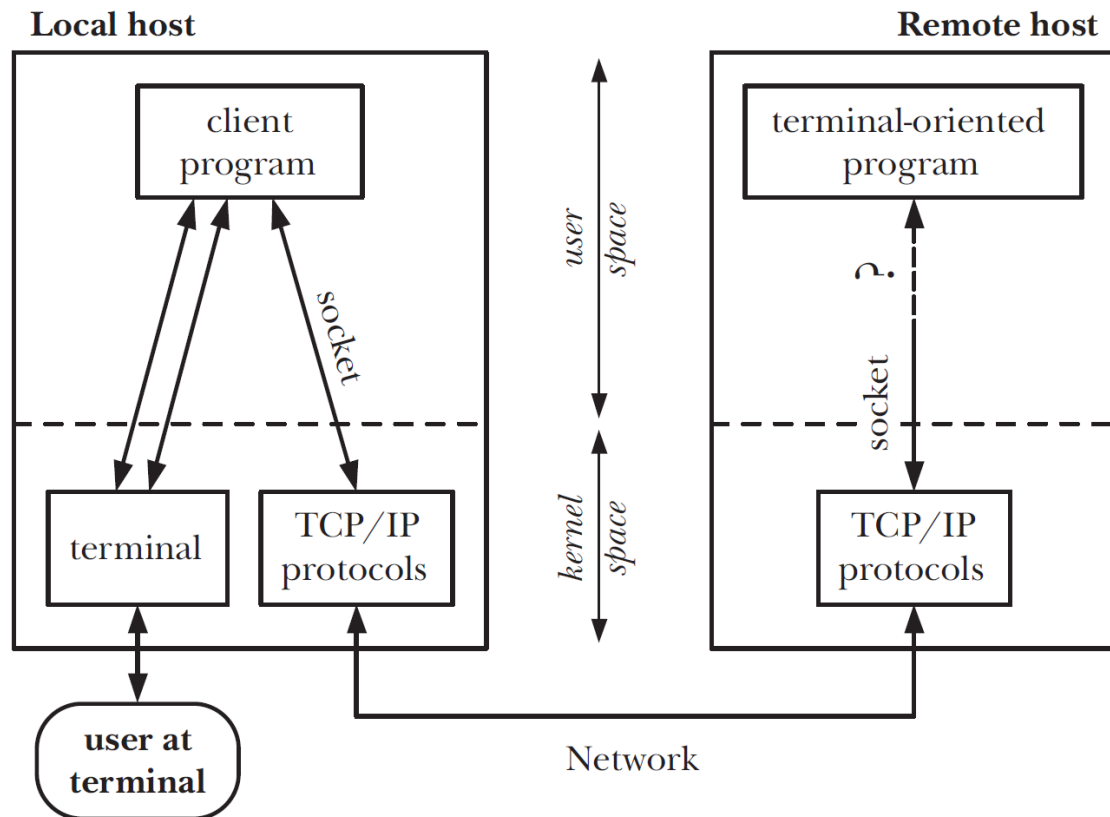 Local host
Remote host
client
program
terminal-oriented
program
user
space
?
socket
socket
kernel
space
terminal
TCP/IP
protocols
TCP/IP
protocols
user at
terminal
Network